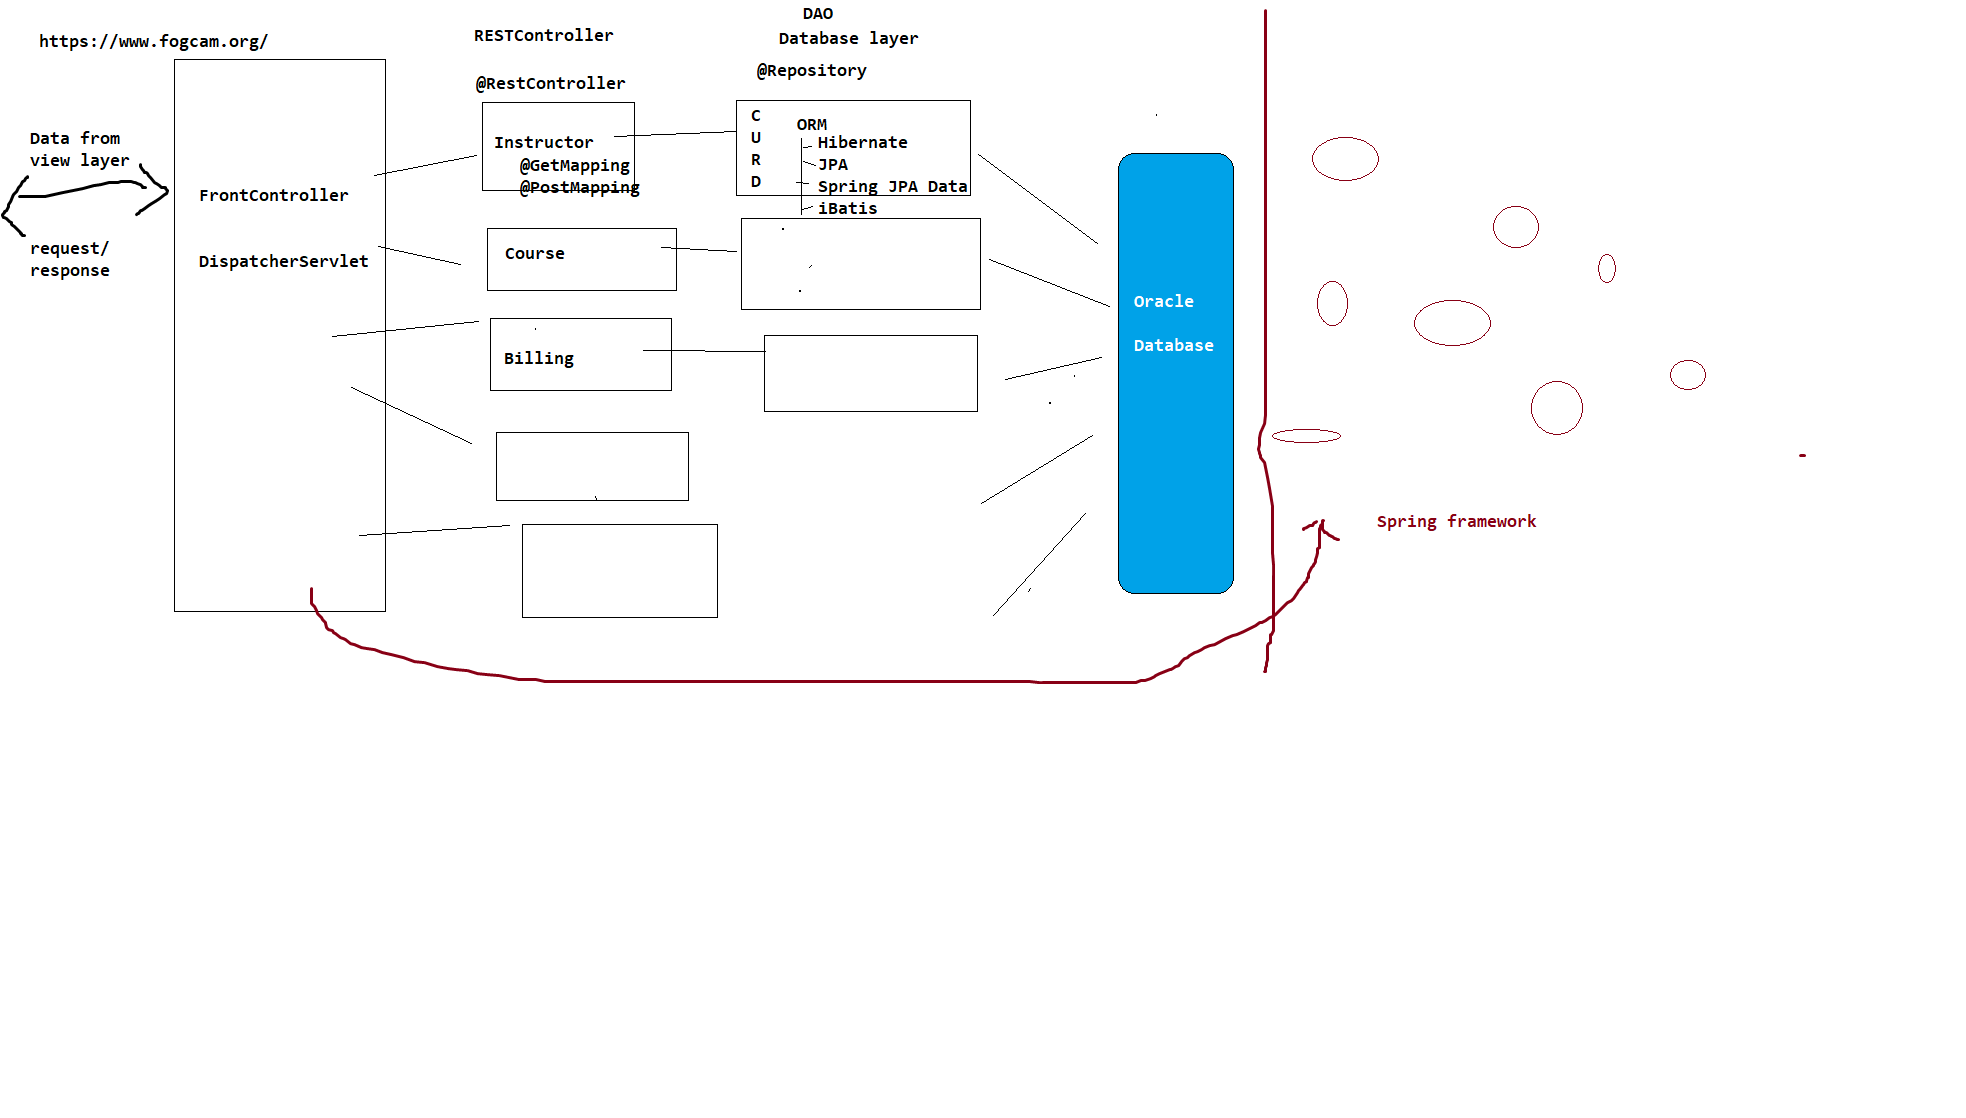 https://www.fogcam.org/
Data from
view layer
request/
response
FrontController
DispatcherServlet
RESTController
@RestController
Instructor
@GetMapping
@PostMapping
Course
Billing
DAO
Database layer
@Repository
C
U
R
D
ORM
Hibernate
JPA
Spring JPA Data
iBatis
Oracle
Database
Spring framework